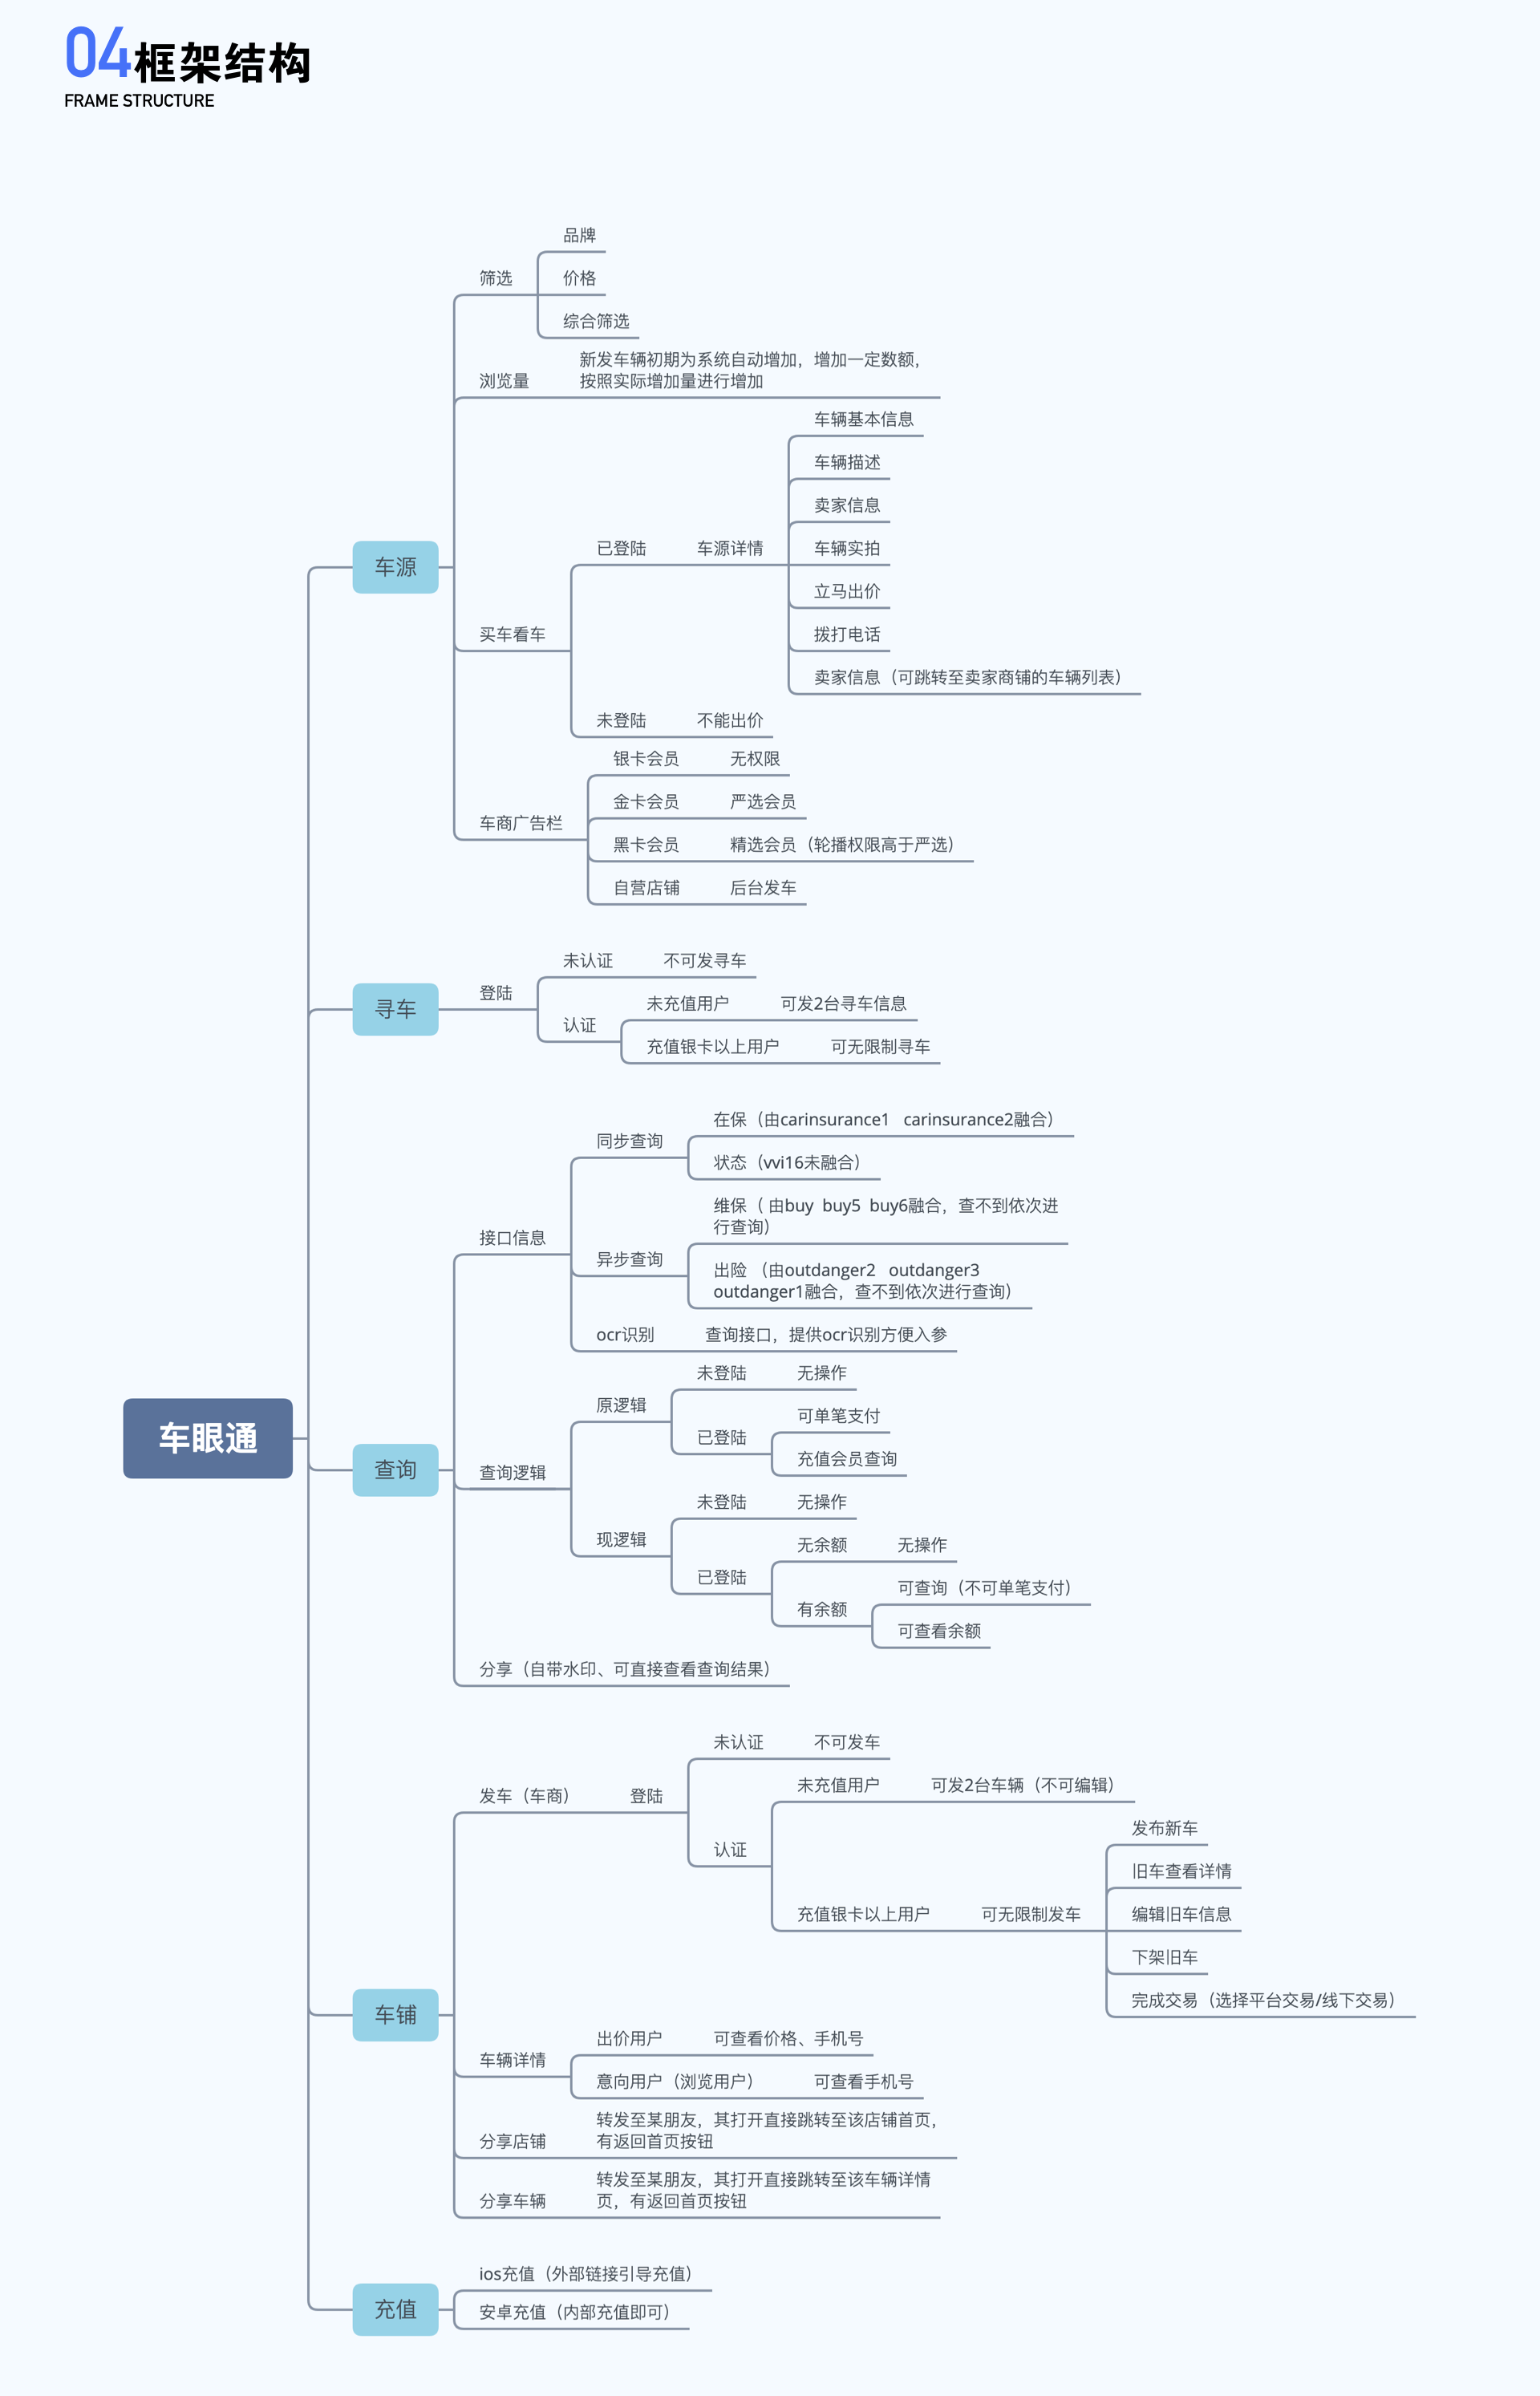 04框架结构
FRAME STRUCTURE
车眼通
车源
筛选
品牌
价格
综合筛选
浏览量
新发车辆初期为系统自动增加，增加一定数额，
按照实际增加量进行增加
买车看车
已登陆
车源详情
车辆基本信息
车辆描述
卖家信息
车辆实拍
立马出价
拨打电话
卖家信息（可跳转至卖家商铺的车辆列表）
未登陆
不能出价
车商广告栏
银卡会员
无权限
金卡会员
严选会员
黑卡会员
精选会员（轮播权限高于严选）
自营店铺
后台发车
寻车
登陆
未认证
不可发寻车
认证
未充值用户
可发2台寻车信息
充值银卡以上用户
可无限制寻车
查询
接口信息
同步查询
在保（由carinsurance1 carinsurance2融合）
状态（vvi16未融合）
异步查询
维保（ 由buy buy5 buy6融合，查不到依次进
行查询）
出险 （由outdanger2 outdanger3
outdanger1融合，查不到依次进行查询）
ocr识别
查询接口，提供ocr识别方便入参
查询逻辑
原逻辑
未登陆
无操作
已登陆
可单笔支付
充值会员查询
现逻辑
未登陆
无操作
已登陆
无余额
无操作
有余额
可查询（不可单笔支付）
可查看余额
分享（自带水印、可直接查看查询结果）
车铺
发车（车商）
登陆
未认证
不可发车
认证
未充值用户
可发2台车辆（不可编辑）
充值银卡以上用户
可无限制发车
发布新车
旧车查看详情
编辑旧车信息
下架旧车
完成交易（选择平台交易/线下交易）
车辆详情
出价用户
可查看价格、手机号
意向用户（浏览用户）
可查看手机号
分享店铺
转发至某朋友，其打开直接跳转至该店铺首页，
有返回首页按钮
分享车辆
转发至某朋友，其打开直接跳转至该车辆详情
页，有返回首页按钮
充值
ios充值（外部链接引导充值）
安卓充值（内部充值即可）